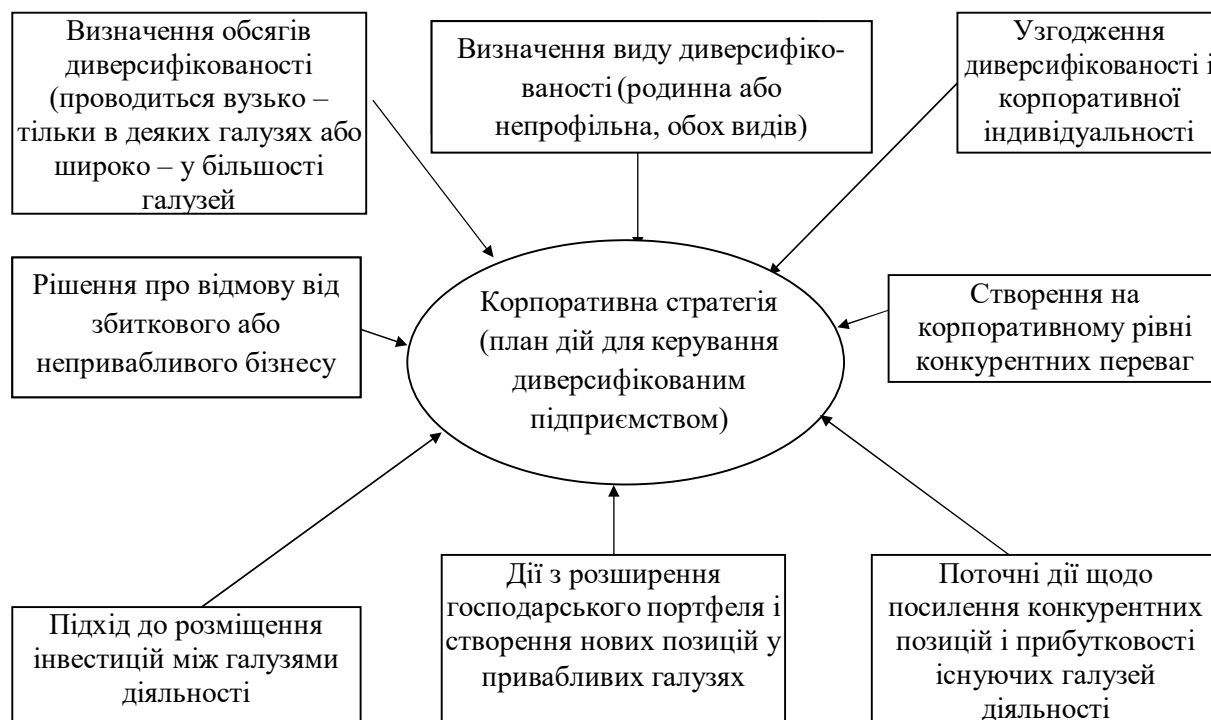 Визначення обсягів
диверсифікованості
(проводиться вузько –
тільки в деяких галузях або
широко – у більшості
галузей
Визначення виду диверсифіко-
ваності (родинна або
непрофільна, обох видів)
Узгодження
диверсифікованості і
корпоративної
індивідуальності
Рішення про відмову від
збиткового або
непривабливого бізнесу
Корпоративна стратегія
(план дій для керування
диверсифікованим
підприємством)
Створення на
корпоративному рівні
конкурентних переваг
Підхід до розміщення
інвестицій між галузями
діяльності
Дії з розширення
господарського портфеля і
створення нових позицій у
привабливих галузях
Поточні дії щодо
посилення конкурентних
позицій і прибутковості
існуючих галузей
діяльності